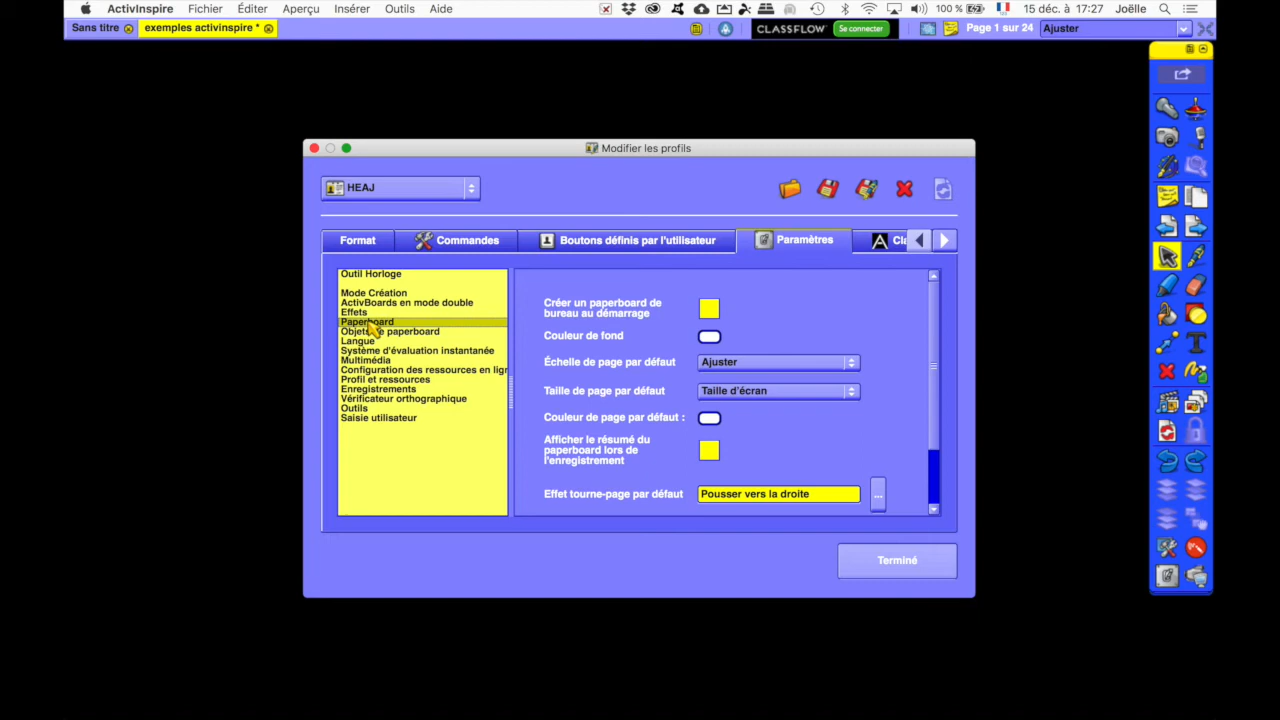 ActivInspire Fichier Éditer Aperçu Insérer Outils Aide 100 % 15 déc. à 17:27 Joëlle
Sans titre exemples activinspire * CLASSFLOW Se connecter Page 1 sur 24 Ajuster
Modifier les profils
HEAJ
Format Commandes Boutons définis par l'utilisateur Paramètres
Outil Horloge
Mode Création
ActivBoards en mode double
Effets
Paperboard
paperboard
Langue
Système d'évaluation instantanée
Multimédia
Configuration des ressources en
Profil et ressources
Enregistrements
Vérificateur orthographique
Outils
Saisie utilisateur
Créer un paperboard de
bureau au démarrage
Couleur de fond
Échelle de page par défaut Ajuster
Taille de page par défaut Taille d'écran
Couleur de page par défaut :
Afficher le résumé du
paperboard lors de
l'enregistrement
Effet tourne-page par défaut Pousser vers la droite ...
Terminé